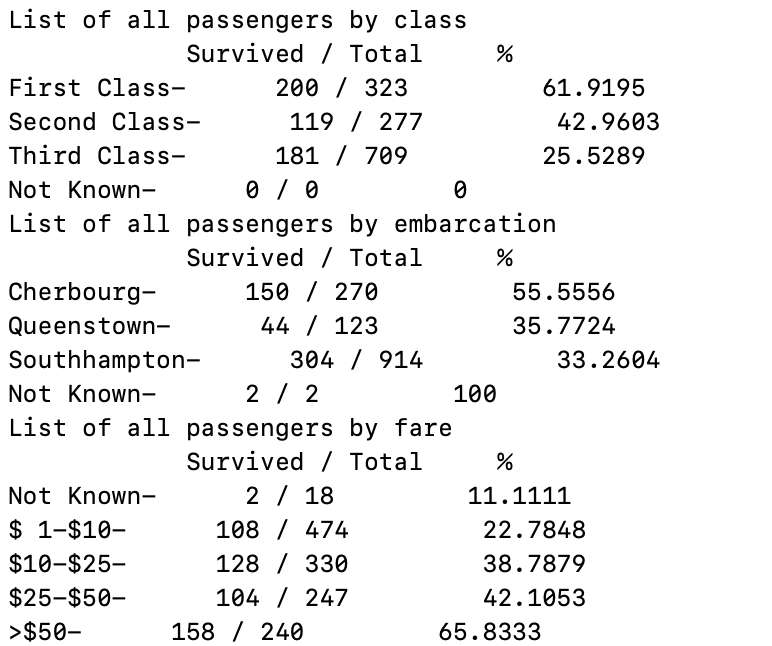 List of all passengers by class
            Survived / Total     %
First Class-      200 / 323         61.9195
Second Class-      119 / 277         42.9603
Third Class-      181 / 709         25.5289
Not Known-      0 / 0         0
List of all passengers by embarcation
            Survived / Total     %
Cherbourg-      150 / 270         55.5556
Queenstown-      44 / 123         35.7724
Southhampton-      304 / 914         33.2604
Not Known-      2 / 2         100
List of all passengers by fare
            Survived / Total     %
Not Known-      2 / 18         11.1111
$ 1-$10-      108 / 474         22.7848
$10-$25-      128 / 330         38.7879
$25-$50-      104 / 247         42.1053
>$50-      158 / 240         65.8333